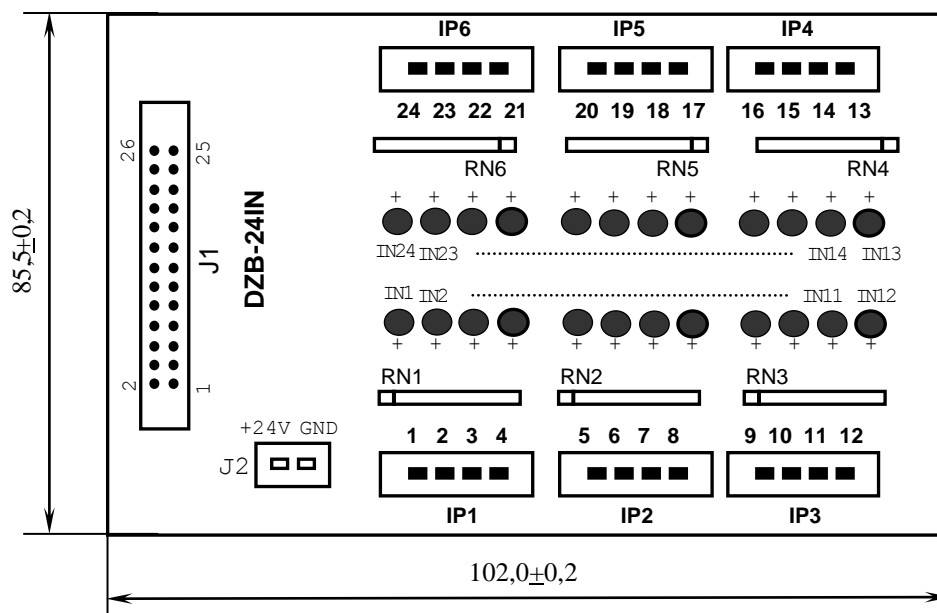 IP6 IP5 IP4
24 23 22 21 20 19 18 17 16 15 14 13
RN6 RN5 RN4
+ + + + + + + + + + + +
IN24 IN23 IN14 IN13
IN1 IN2 IN11 IN12
+ + + + + + + + + + + +
RN1 RN2 RN3
1 2 3 4 5 6 7 8 9 10 11 12
IP1 IP2 IP3
26 25
J1
2 1
DZB-24IN
+24V GND
J2
85,5±0,2
102,0±0,2